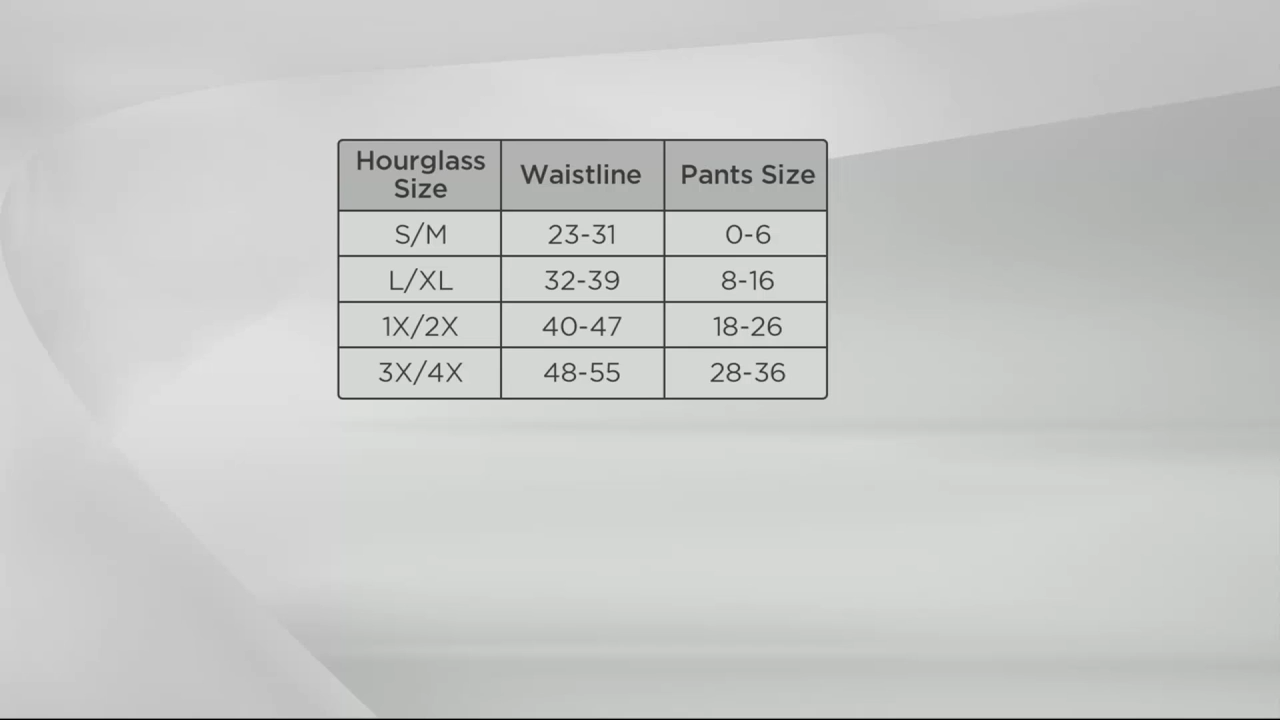 Hourglass Size Waistline Pants Size
S/M 23-31 0-6
L/XL 32-39 8-16
1X/2X 40-47 18-26
3X/4X 48-55 28-36